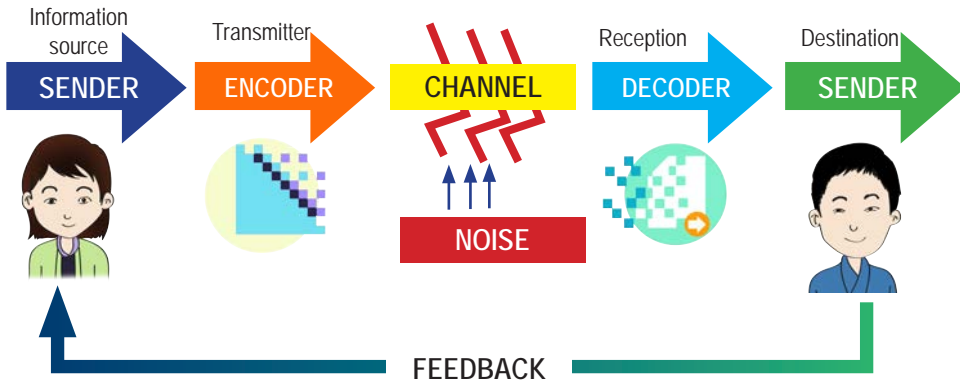 Information
source
Transmitter
Reception
Destination
SENDER
ENCODER
CHANNEL
DECODER
SENDER
NOISE
FEEDBACK